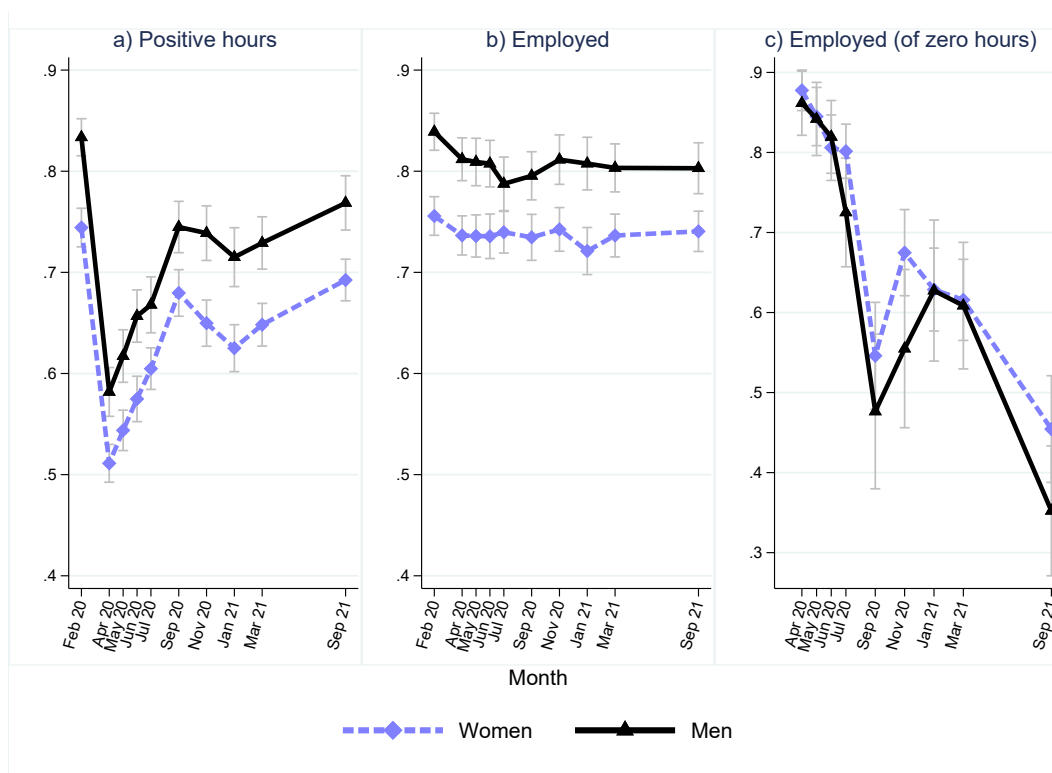 a) Positive hours
.9
.8
.7
.6
.5
.4
Feb 20
Apr 20
May 20
Jun 20
Jul 20
Sep 20
Nov 20
Jan 21
Mar 21
Sep 21
b) Employed
.9
.8
.7
.6
.5
.4
Feb 20
Apr 20
May 20
Jun 20
Jul 20
Sep 20
Nov 20
Jan 21
Mar 21
Sep 21
c) Employed (of zero hours)
.9
.8
.7
.6
.5
.4
.3
Apr 20
May 20
Jun 20
Jul 20
Sep 20
Nov 20
Jan 21
Mar 21
Sep 21
Month
Women
Men